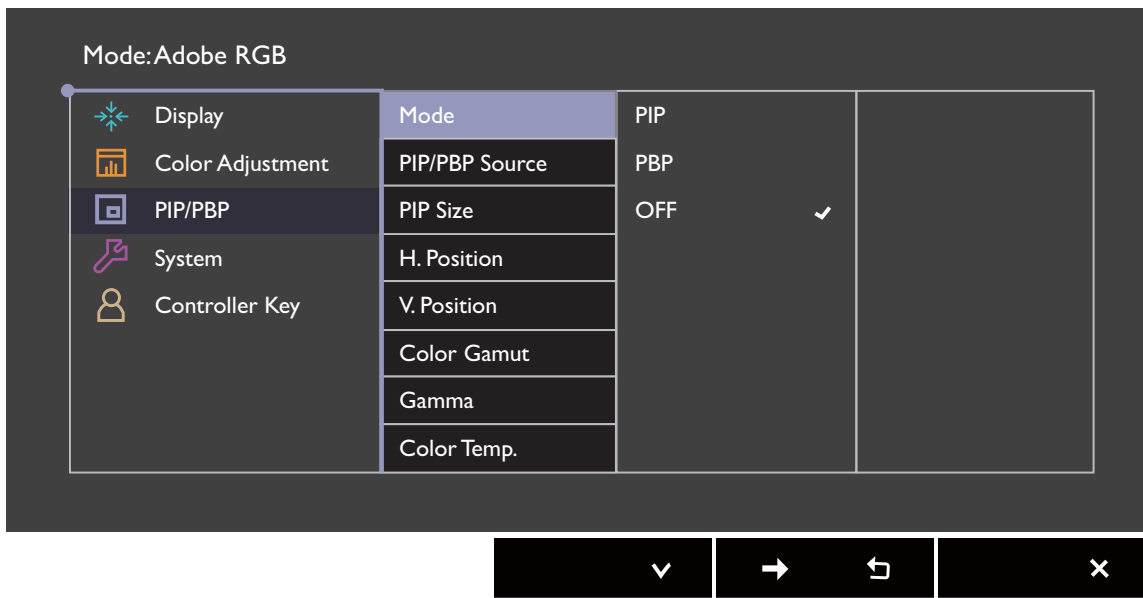 Mode: Adobe RGB
Display
Color Adjustment
PIP/PBP
System
Controller Key
Mode
PIP/PBP Source
PIP Size
H. Position
V. Position
Color Gamut
Gamma
Color Temp.
PIP
PBP
OFF